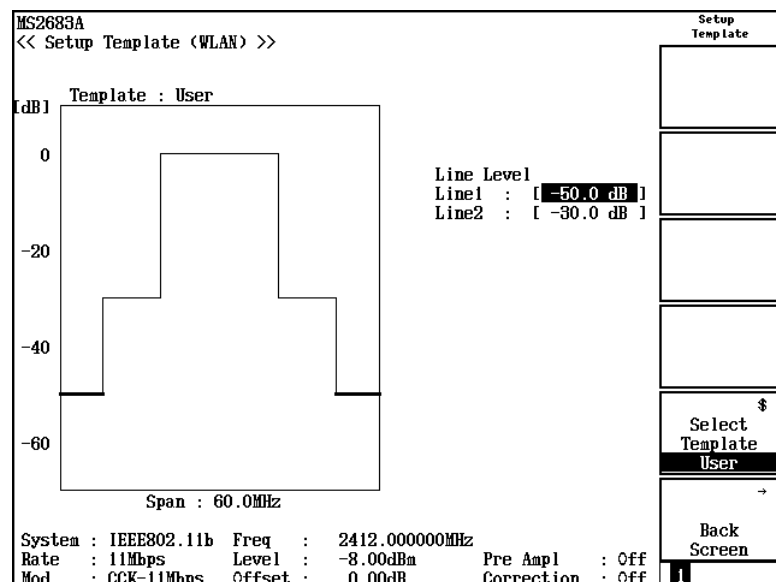 MS2683A
<< Setup Template (WLAN) >>
Setup
Template
Template : User
[dB]
0
-20
-40
-60
Line Level
Line1 : [ -50.0 dB ]
Line2 : [ -30.0 dB ]
$
Select
Template
User
→
Back
Screen
1
Span : 60.0MHz
System : IEEE802.11b Freq : 2412.000000MHz
Rate : 11Mbps Level : -8.00dBm Pre Ampl : Off
Mod : CCK-11Mbps Offset : 0.00dB Correction : Off